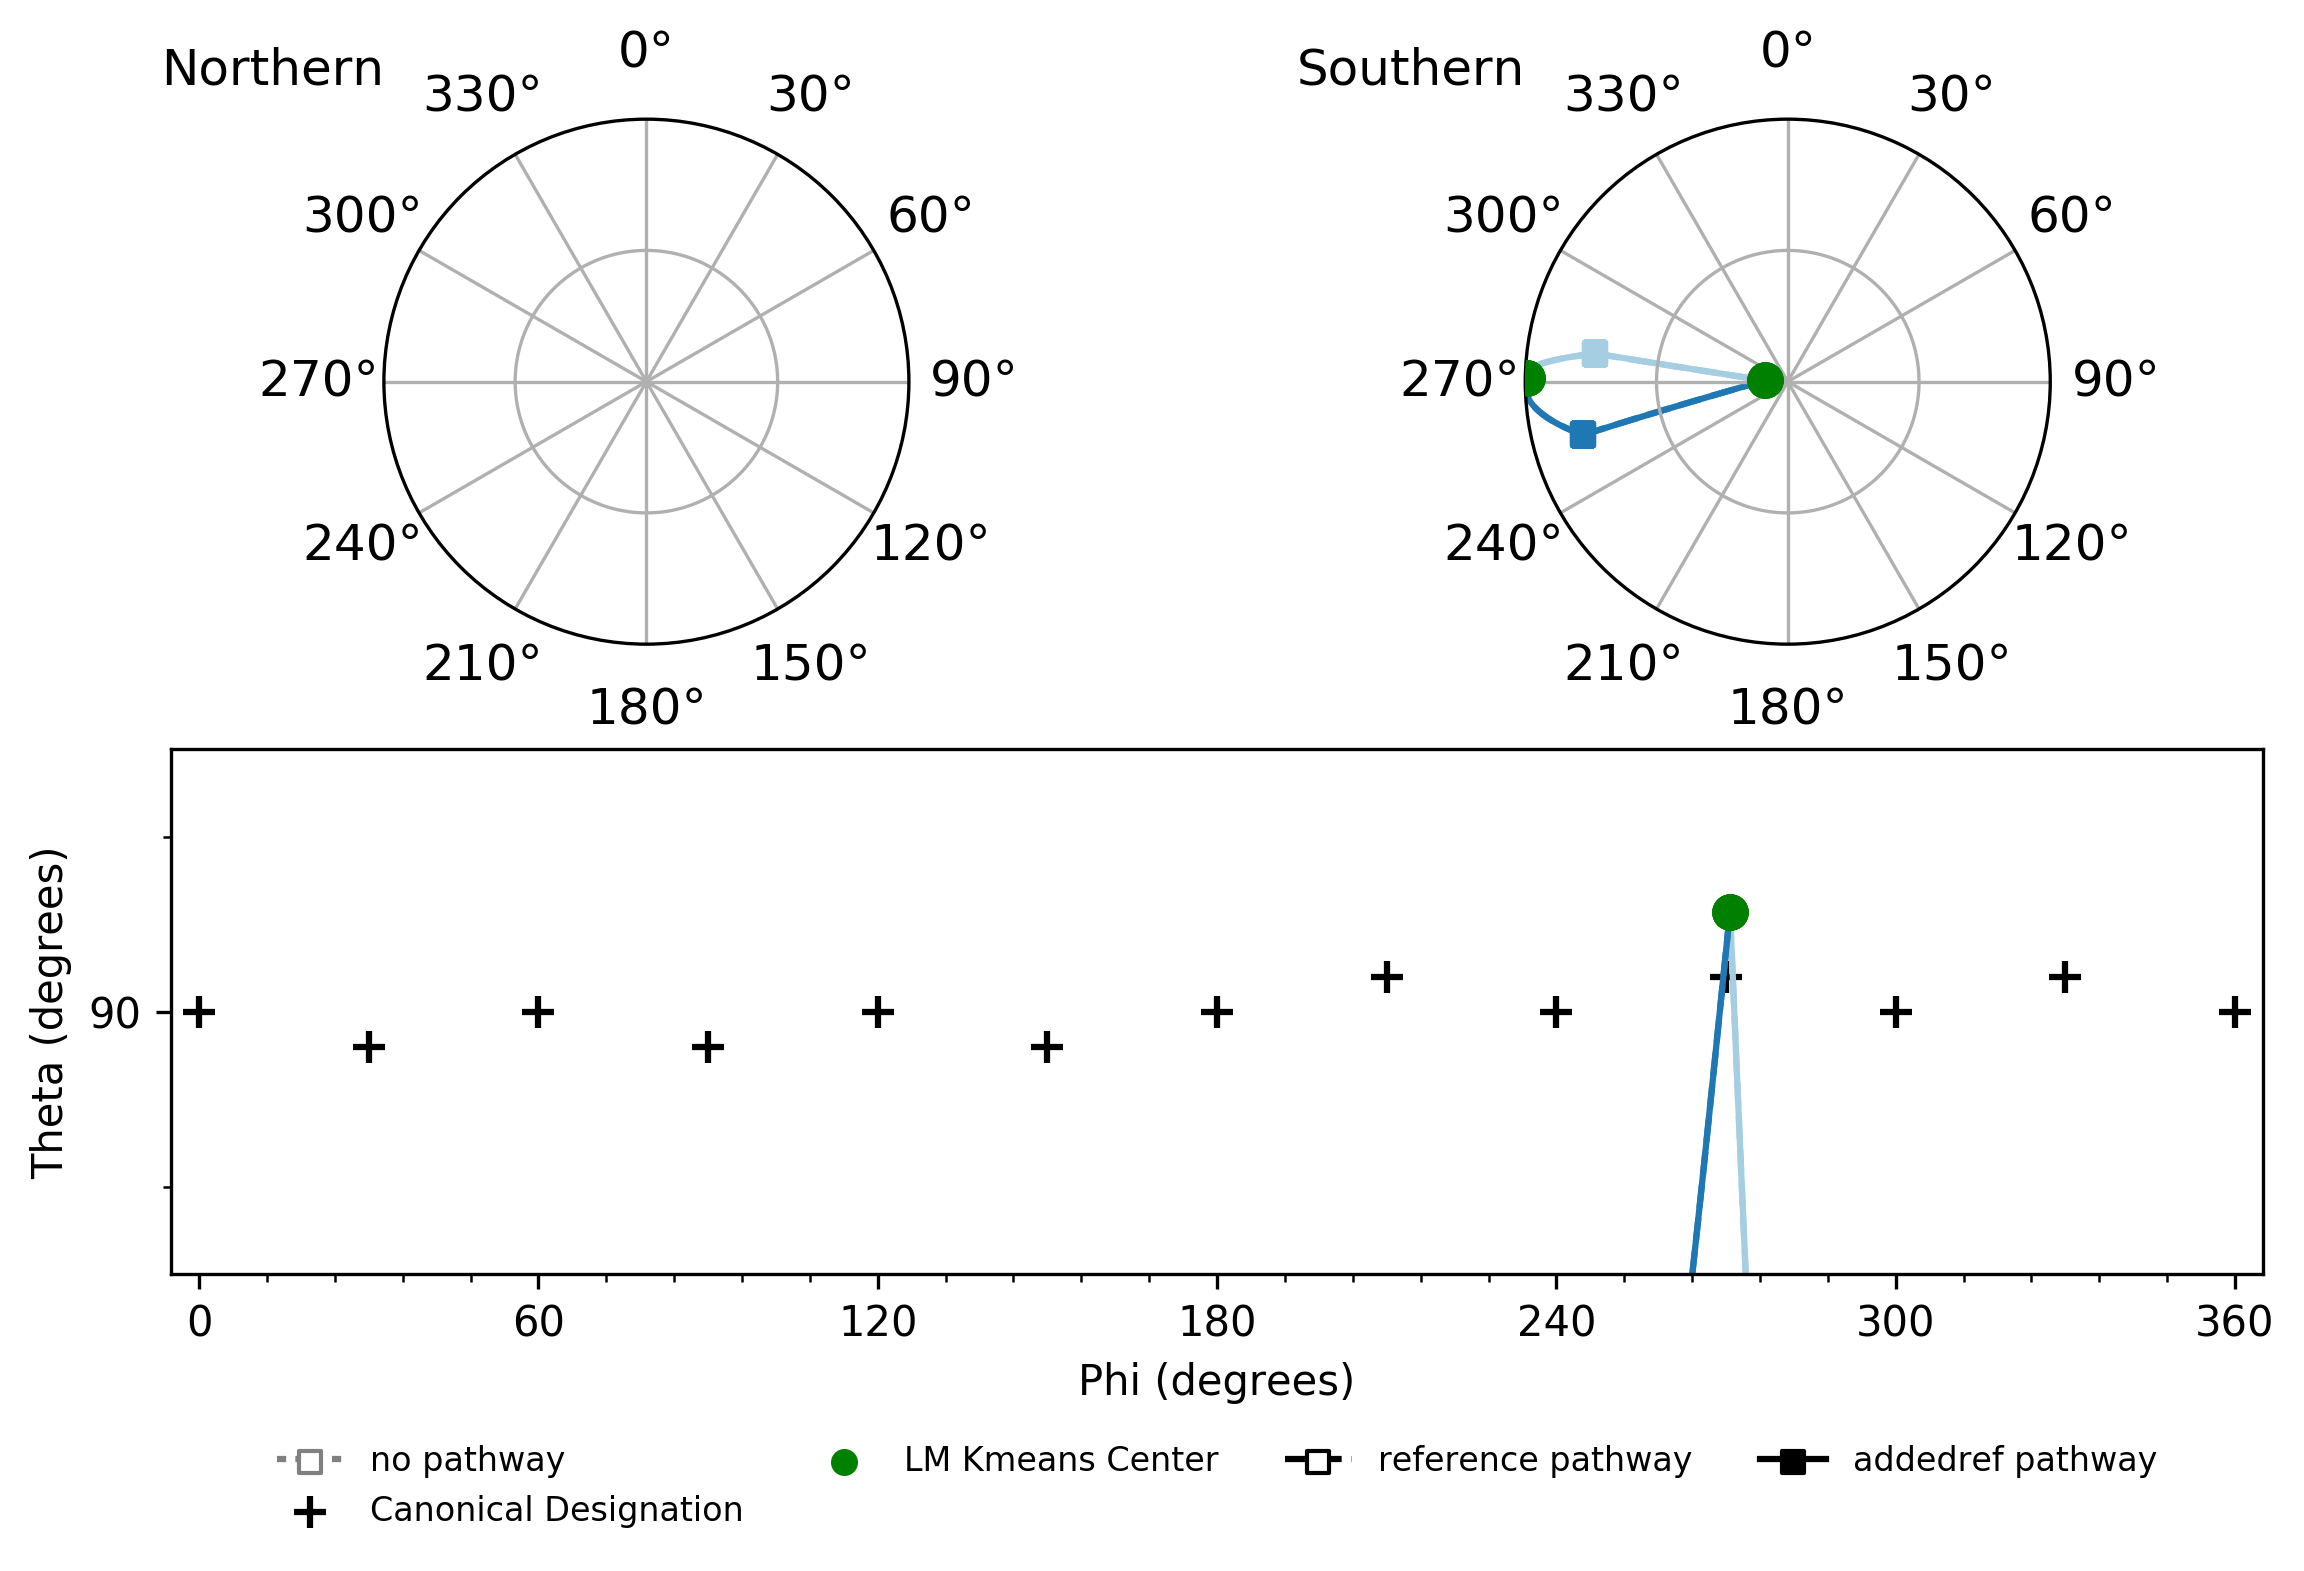 Northern
0°
30°
60°
90°
120°
150°
180°
210°
240°
270°
300°
330°
Southern
0°
30°
60°
90°
120°
150°
180°
210°
240°
270°
300°
330°
Theta (degrees)
90
0 60 120 180 240 300 360
Phi (degrees)
no pathway
Canonical Designation
LM Kmeans Center
reference pathway
addedref pathway